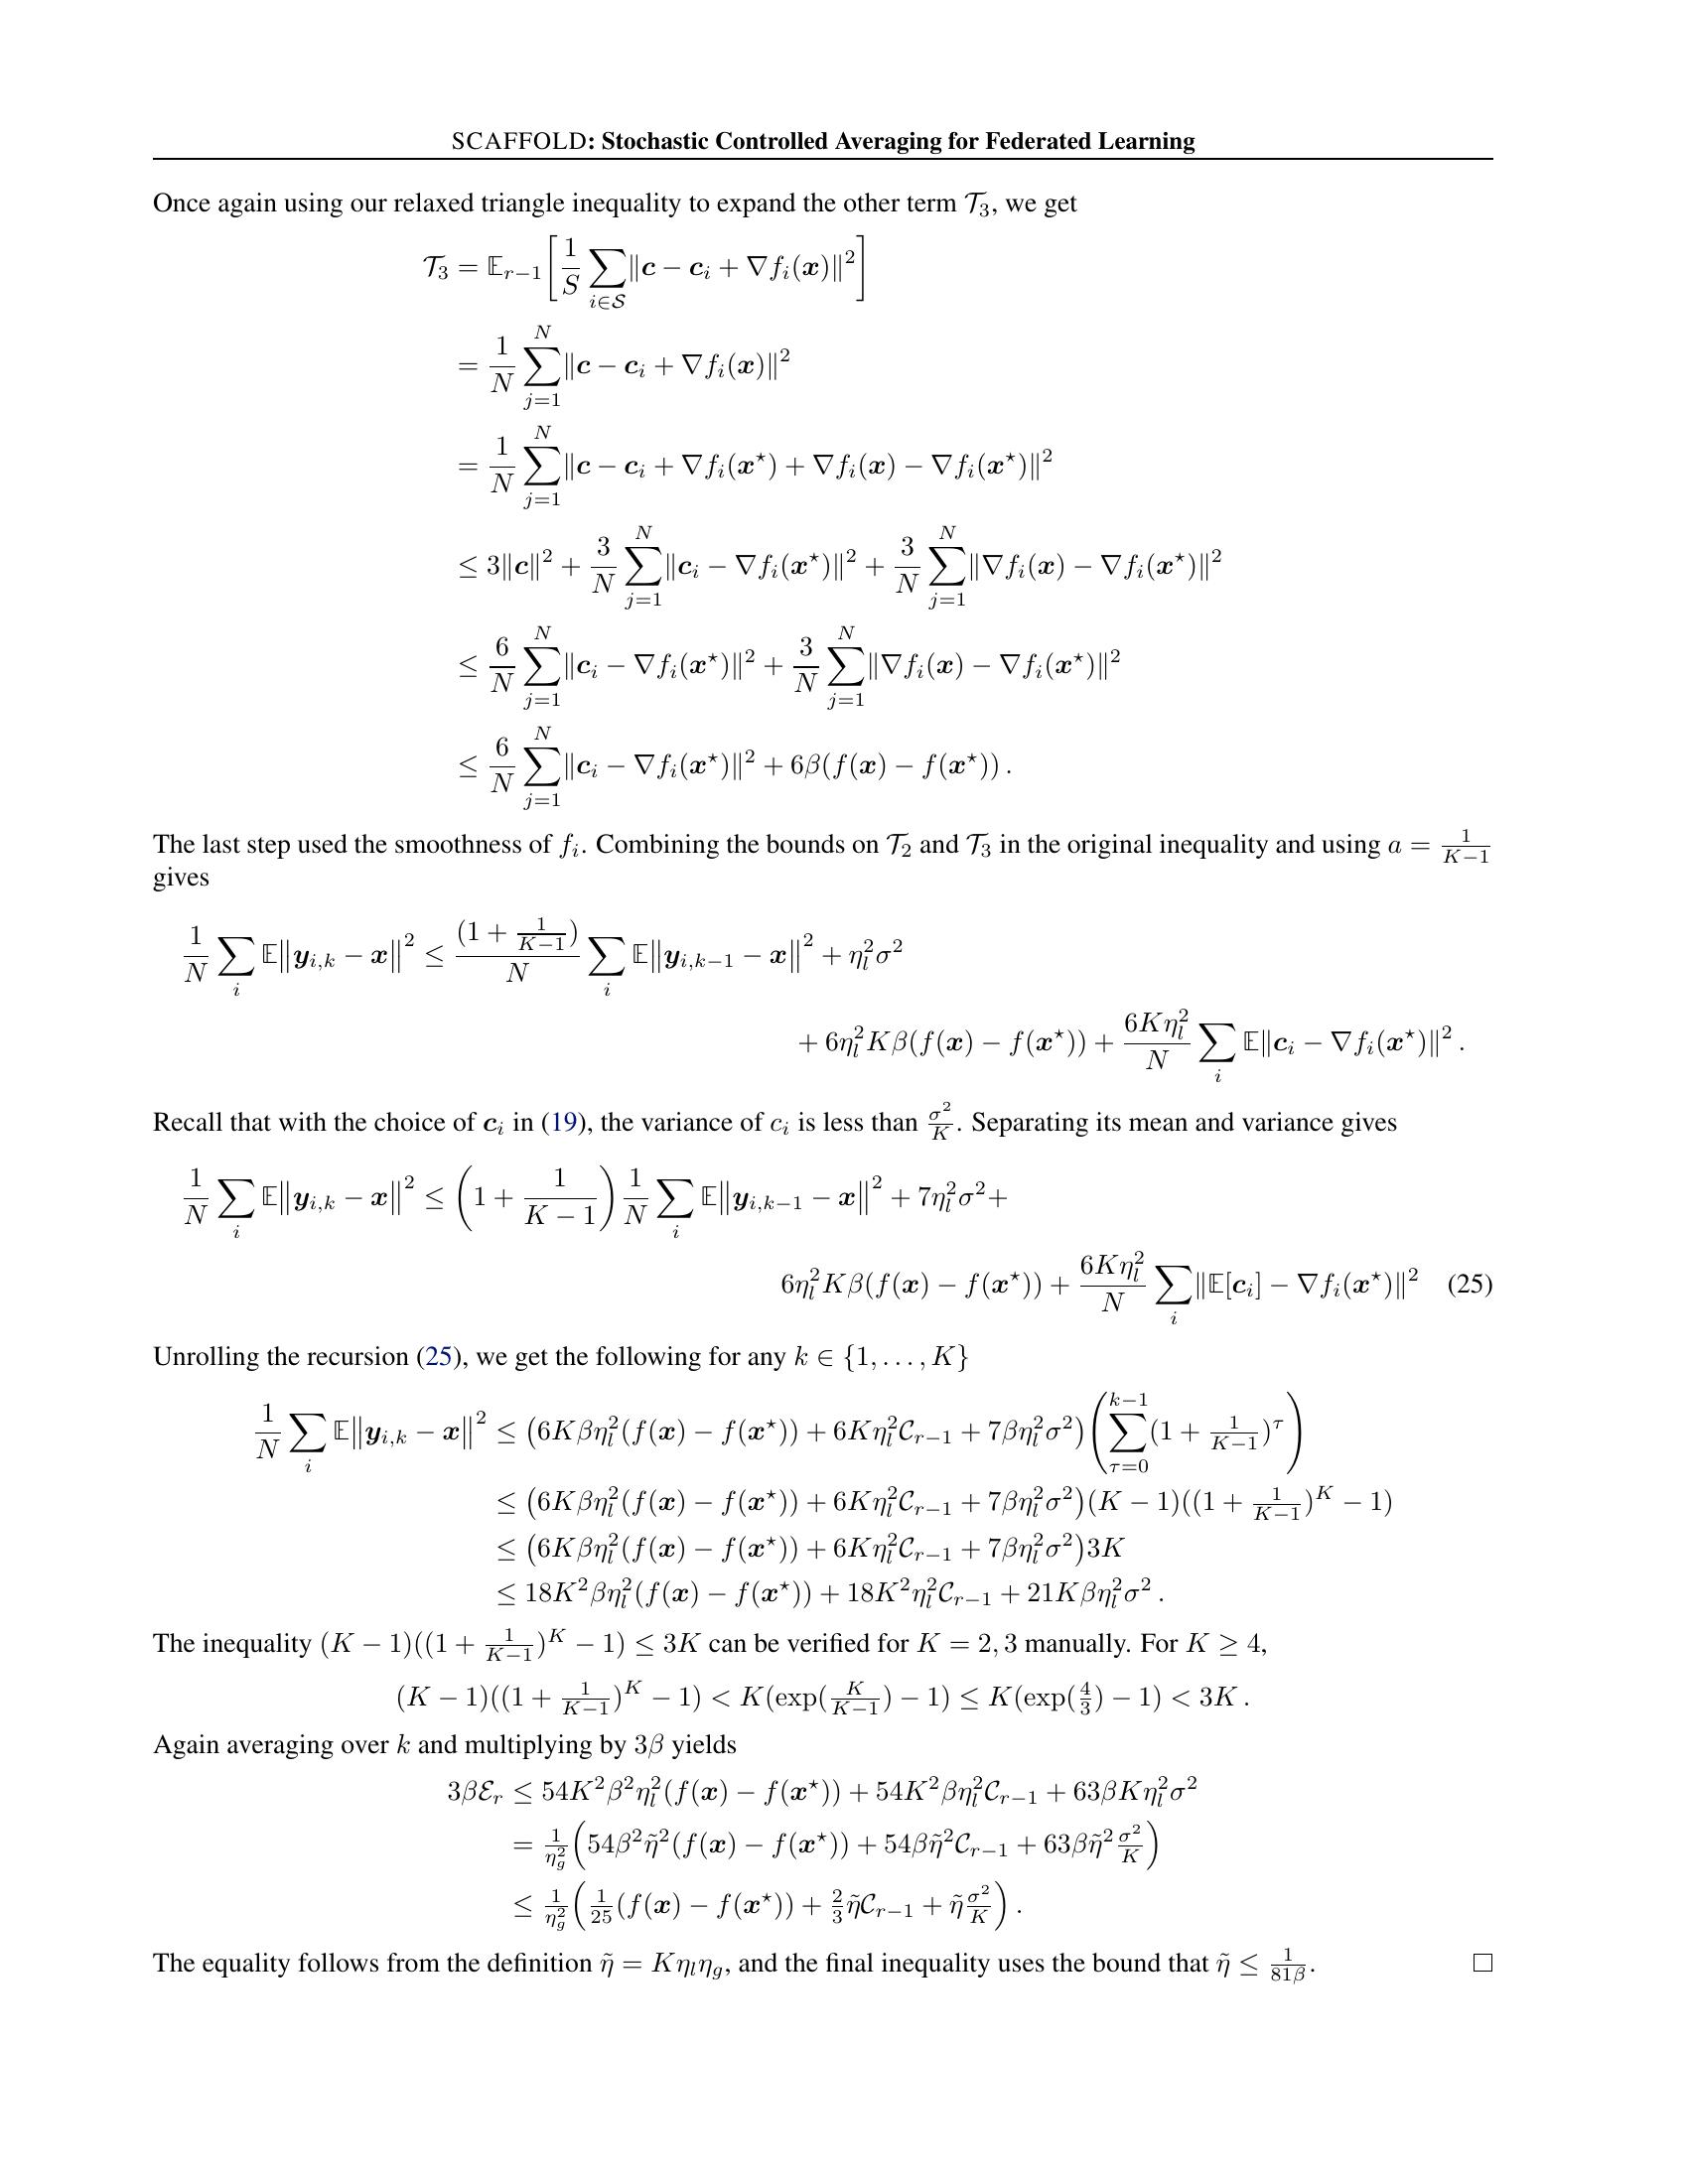 SCAFFOLD: Stochastic Controlled Averaging for Federated Learning
Once again using our relaxed triangle inequality to expand the other term 𝒯₃, we get
$\mathcal{T}_3 = \mathbb{E}_{r-1}\left[\frac{1}{S}\sum_{i\in\mathcal{S}}\|\boldsymbol{c} - \boldsymbol{c}_i + \nabla f_i(\boldsymbol{x})\|^2\right]$
$= \frac{1}{N}\sum_{j=1}^{N}\|\boldsymbol{c} - \boldsymbol{c}_i + \nabla f_i(\boldsymbol{x})\|^2$
$= \frac{1}{N}\sum_{j=1}^{N}\|\boldsymbol{c} - \boldsymbol{c}_i + \nabla f_i(\boldsymbol{x}^\star) + \nabla f_i(\boldsymbol{x}) - \nabla f_i(\boldsymbol{x}^\star)\|^2$
$\leq 3\|\boldsymbol{c}\|^2 + \frac{3}{N}\sum_{j=1}^{N}\|\boldsymbol{c}_i - \nabla f_i(\boldsymbol{x}^\star)\|^2 + \frac{3}{N}\sum_{j=1}^{N}\|\nabla f_i(\boldsymbol{x}) - \nabla f_i(\boldsymbol{x}^\star)\|^2$
$\leq \frac{6}{N}\sum_{j=1}^{N}\|\boldsymbol{c}_i - \nabla f_i(\boldsymbol{x}^\star)\|^2 + \frac{3}{N}\sum_{j=1}^{N}\|\nabla f_i(\boldsymbol{x}) - \nabla f_i(\boldsymbol{x}^\star)\|^2$
$\leq \frac{6}{N}\sum_{j=1}^{N}\|\boldsymbol{c}_i - \nabla f_i(\boldsymbol{x}^\star)\|^2 + 6\beta(f(\boldsymbol{x}) - f(\boldsymbol{x}^\star))\,.$
The last step used the smoothness of $f_i$. Combining the bounds on $\mathcal{T}_2$ and $\mathcal{T}_3$ in the original inequality and using $a = \frac{1}{K-1}$
gives
$\frac{1}{N}\sum_i \mathbb{E}\|\boldsymbol{y}_{i,k} - \boldsymbol{x}\|^2 \leq \frac{(1+\frac{1}{K-1})}{N}\sum_i \mathbb{E}\|\boldsymbol{y}_{i,k-1} - \boldsymbol{x}\|^2 + \eta_l^2\sigma^2$
$+ 6\eta_l^2 K\beta(f(\boldsymbol{x}) - f(\boldsymbol{x}^\star)) + \frac{6K\eta_l^2}{N}\sum_i \mathbb{E}\|\boldsymbol{c}_i - \nabla f_i(\boldsymbol{x}^\star)\|^2\,.$
Recall that with the choice of $\boldsymbol{c}_i$ in (19), the variance of $c_i$ is less than $\frac{\sigma^2}{K}$. Separating its mean and variance gives
$\frac{1}{N}\sum_i \mathbb{E}\|\boldsymbol{y}_{i,k} - \boldsymbol{x}\|^2 \leq \left(1 + \frac{1}{K-1}\right)\frac{1}{N}\sum_i \mathbb{E}\|\boldsymbol{y}_{i,k-1} - \boldsymbol{x}\|^2 + 7\eta_l^2\sigma^2 +$
$6\eta_l^2 K\beta(f(\boldsymbol{x}) - f(\boldsymbol{x}^\star)) + \frac{6K\eta_l^2}{N}\sum_i \|\mathbb{E}[\boldsymbol{c}_i] - \nabla f_i(\boldsymbol{x}^\star)\|^2 \quad (25)$
Unrolling the recursion (25), we get the following for any $k \in \{1, \ldots, K\}$
$\frac{1}{N}\sum_i \mathbb{E}\|\boldsymbol{y}_{i,k} - \boldsymbol{x}\|^2 \leq \left(6K\beta\eta_l^2(f(\boldsymbol{x}) - f(\boldsymbol{x}^\star)) + 6K\eta_l^2\mathcal{C}_{r-1} + 7\beta\eta_l^2\sigma^2\right)\left(\sum_{\tau=0}^{k-1}(1 + \frac{1}{K-1})^\tau\right)$
$\leq \left(6K\beta\eta_l^2(f(\boldsymbol{x}) - f(\boldsymbol{x}^\star)) + 6K\eta_l^2\mathcal{C}_{r-1} + 7\beta\eta_l^2\sigma^2\right)(K-1)((1 + \frac{1}{K-1})^K - 1)$
$\leq \left(6K\beta\eta_l^2(f(\boldsymbol{x}) - f(\boldsymbol{x}^\star)) + 6K\eta_l^2\mathcal{C}_{r-1} + 7\beta\eta_l^2\sigma^2\right)3K$
$\leq 18K^2\beta\eta_l^2(f(\boldsymbol{x}) - f(\boldsymbol{x}^\star)) + 18K^2\eta_l^2\mathcal{C}_{r-1} + 21K\beta\eta_l^2\sigma^2\,.$
The inequality $(K-1)((1 + \frac{1}{K-1})^K - 1) \leq 3K$ can be verified for $K = 2, 3$ manually. For $K \geq 4$,
$(K-1)((1 + \frac{1}{K-1})^K - 1) < K(\exp(\frac{K}{K-1}) - 1) \leq K(\exp(\frac{4}{3}) - 1) < 3K\,.$
Again averaging over $k$ and multiplying by $3\beta$ yields
$3\beta\mathcal{E}_r \leq 54K^2\beta^2\eta_l^2(f(\boldsymbol{x}) - f(\boldsymbol{x}^\star)) + 54K^2\beta\eta_l^2\mathcal{C}_{r-1} + 63\beta K\eta_l^2\sigma^2$
$= \frac{1}{\eta_g^2}\left(54\beta^2\tilde{\eta}^2(f(\boldsymbol{x}) - f(\boldsymbol{x}^\star)) + 54\beta\tilde{\eta}^2\mathcal{C}_{r-1} + 63\beta\tilde{\eta}^2\frac{\sigma^2}{K}\right)$
$\leq \frac{1}{\eta_g^2}\left(\frac{1}{25}(f(\boldsymbol{x}) - f(\boldsymbol{x}^\star)) + \frac{2}{3}\tilde{\eta}\mathcal{C}_{r-1} + \tilde{\eta}\frac{\sigma^2}{K}\right)\,.$
The equality follows from the definition $\tilde{\eta} = K\eta_l\eta_g$, and the final inequality uses the bound that $\tilde{\eta} \leq \frac{1}{81\beta}$. □